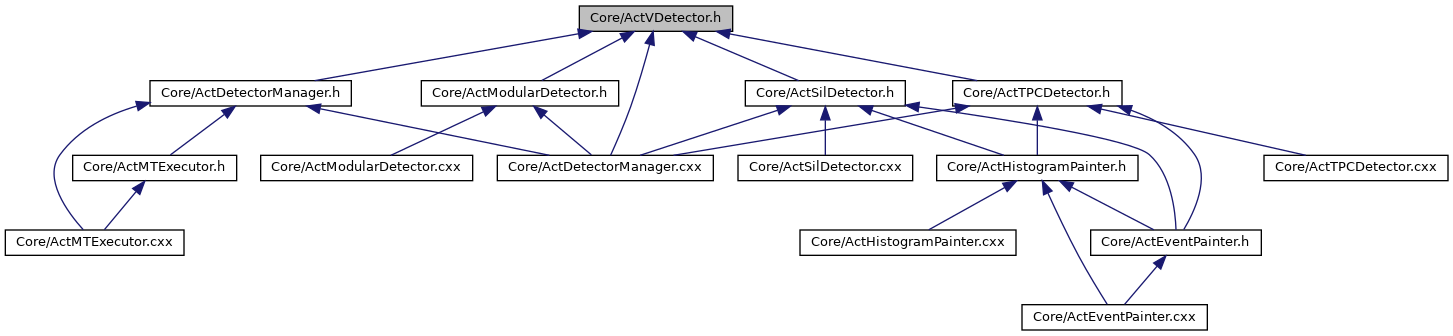 Core/ActVDetector.h
Core/ActDetectorManager.h
Core/ActModularDetector.h
Core/ActSilDetector.h
Core/ActTPCDetector.h
Core/ActMTExecutor.h
Core/ActModularDetector.cxx
Core/ActDetectorManager.cxx
Core/ActSilDetector.cxx
Core/ActHistogramPainter.h
Core/ActTPCDetector.cxx
Core/ActMTExecutor.cxx
Core/ActHistogramPainter.cxx
Core/ActEventPainter.h
Core/ActEventPainter.cxx